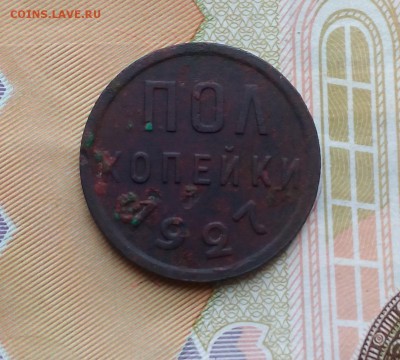 COINS.LAVE.RU
ПОЛ
КОПЕЙКИ
1927